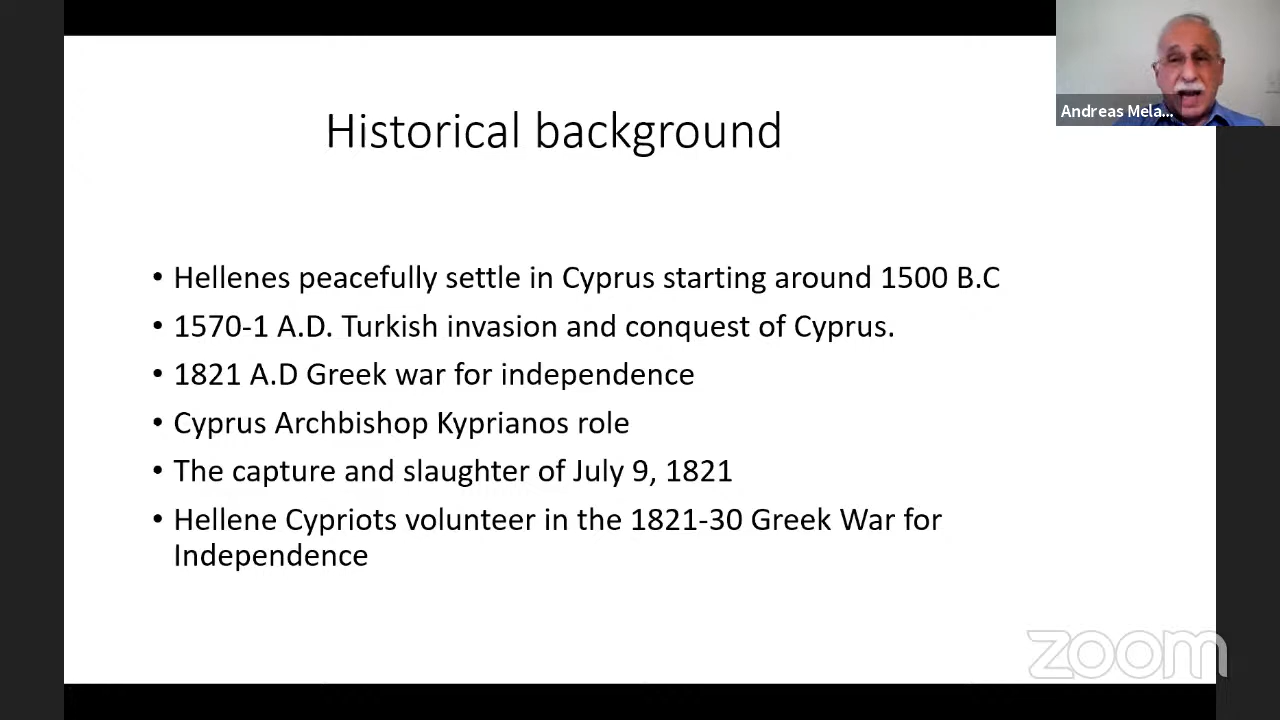 Andreas Mela...
Historical background
• Hellenes peacefully settle in Cyprus starting around 1500 B.C
• 1570-1 A.D. Turkish invasion and conquest of Cyprus.
• 1821 A.D Greek war for independence
• Cyprus Archbishop Kyprianos role
• The capture and slaughter of July 9, 1821
• Hellene Cypriots volunteer in the 1821-30 Greek War for
Independence
zoom